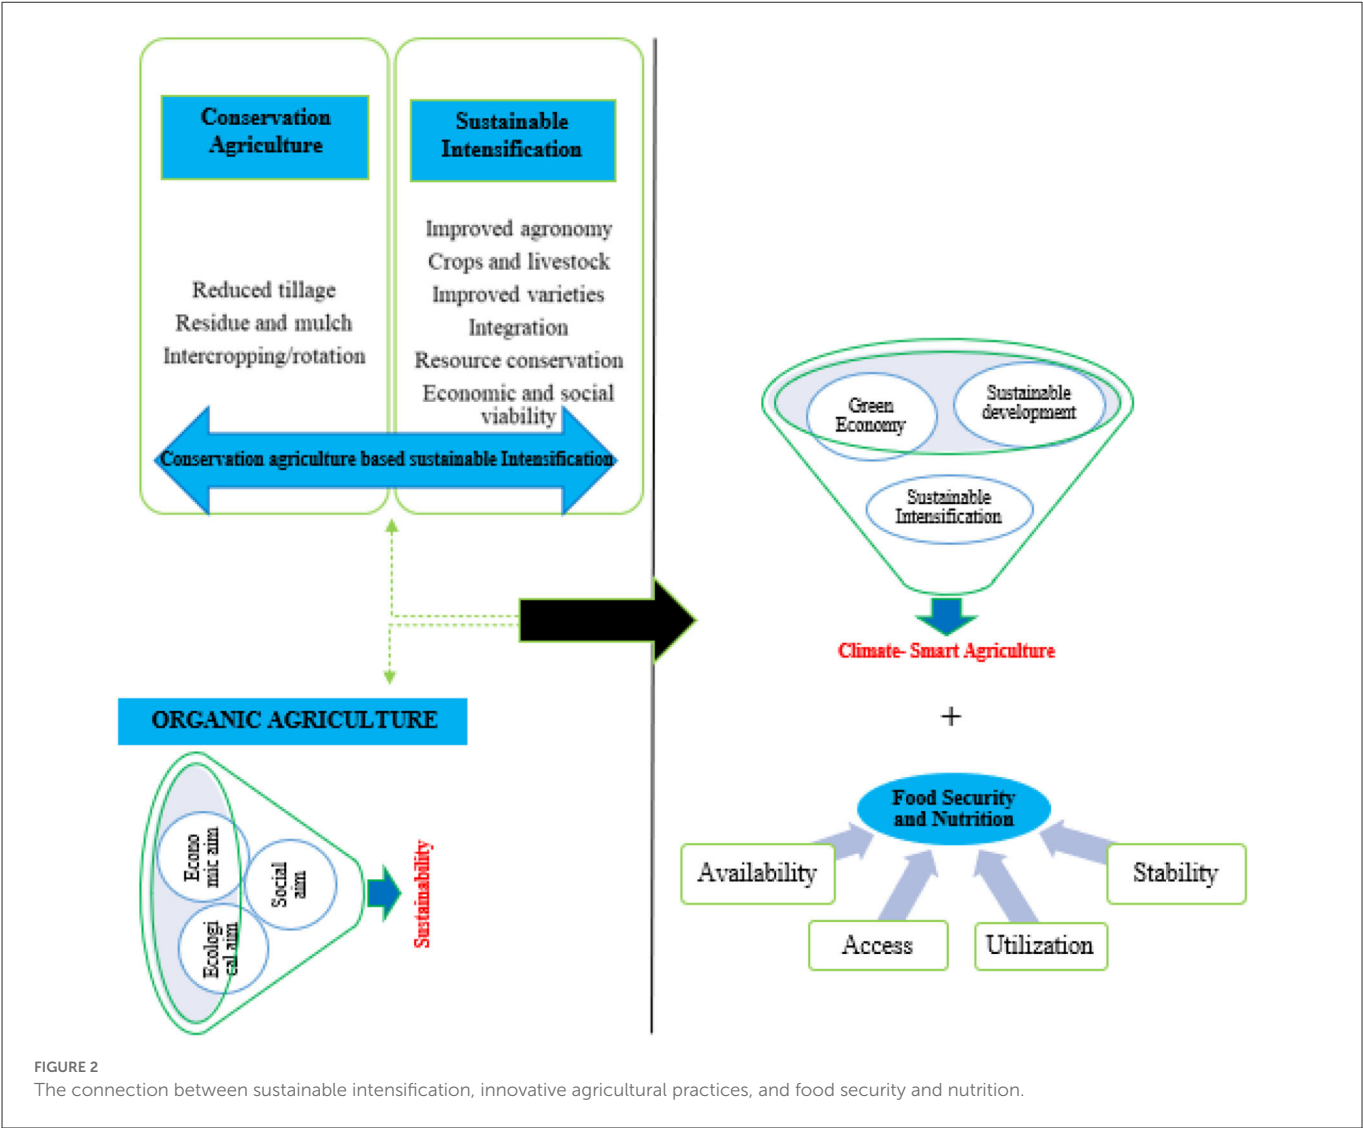 Conservation
Agriculture
Reduced tillage
Residue and mulch
Intercropping/rotation
Sustainable
Intensification
Improved agronomy
Crops and livestock
Improved varieties
Integration
Resource conservation
Economic and social
viability
Conservation agriculture based sustainable Intensification
ORGANIC AGRICULTURE
Econo
mic aim
Ecologi
cal aim
Social
aim
Sustainability
Green
Economy
Sustainable
development
Sustainable
Intensification
Climate- Smart Agriculture
+
Food Security
and Nutrition
Availability
Access
Utilization
Stability
FIGURE 2
The connection between sustainable intensification, innovative agricultural practices, and food security and nutrition.